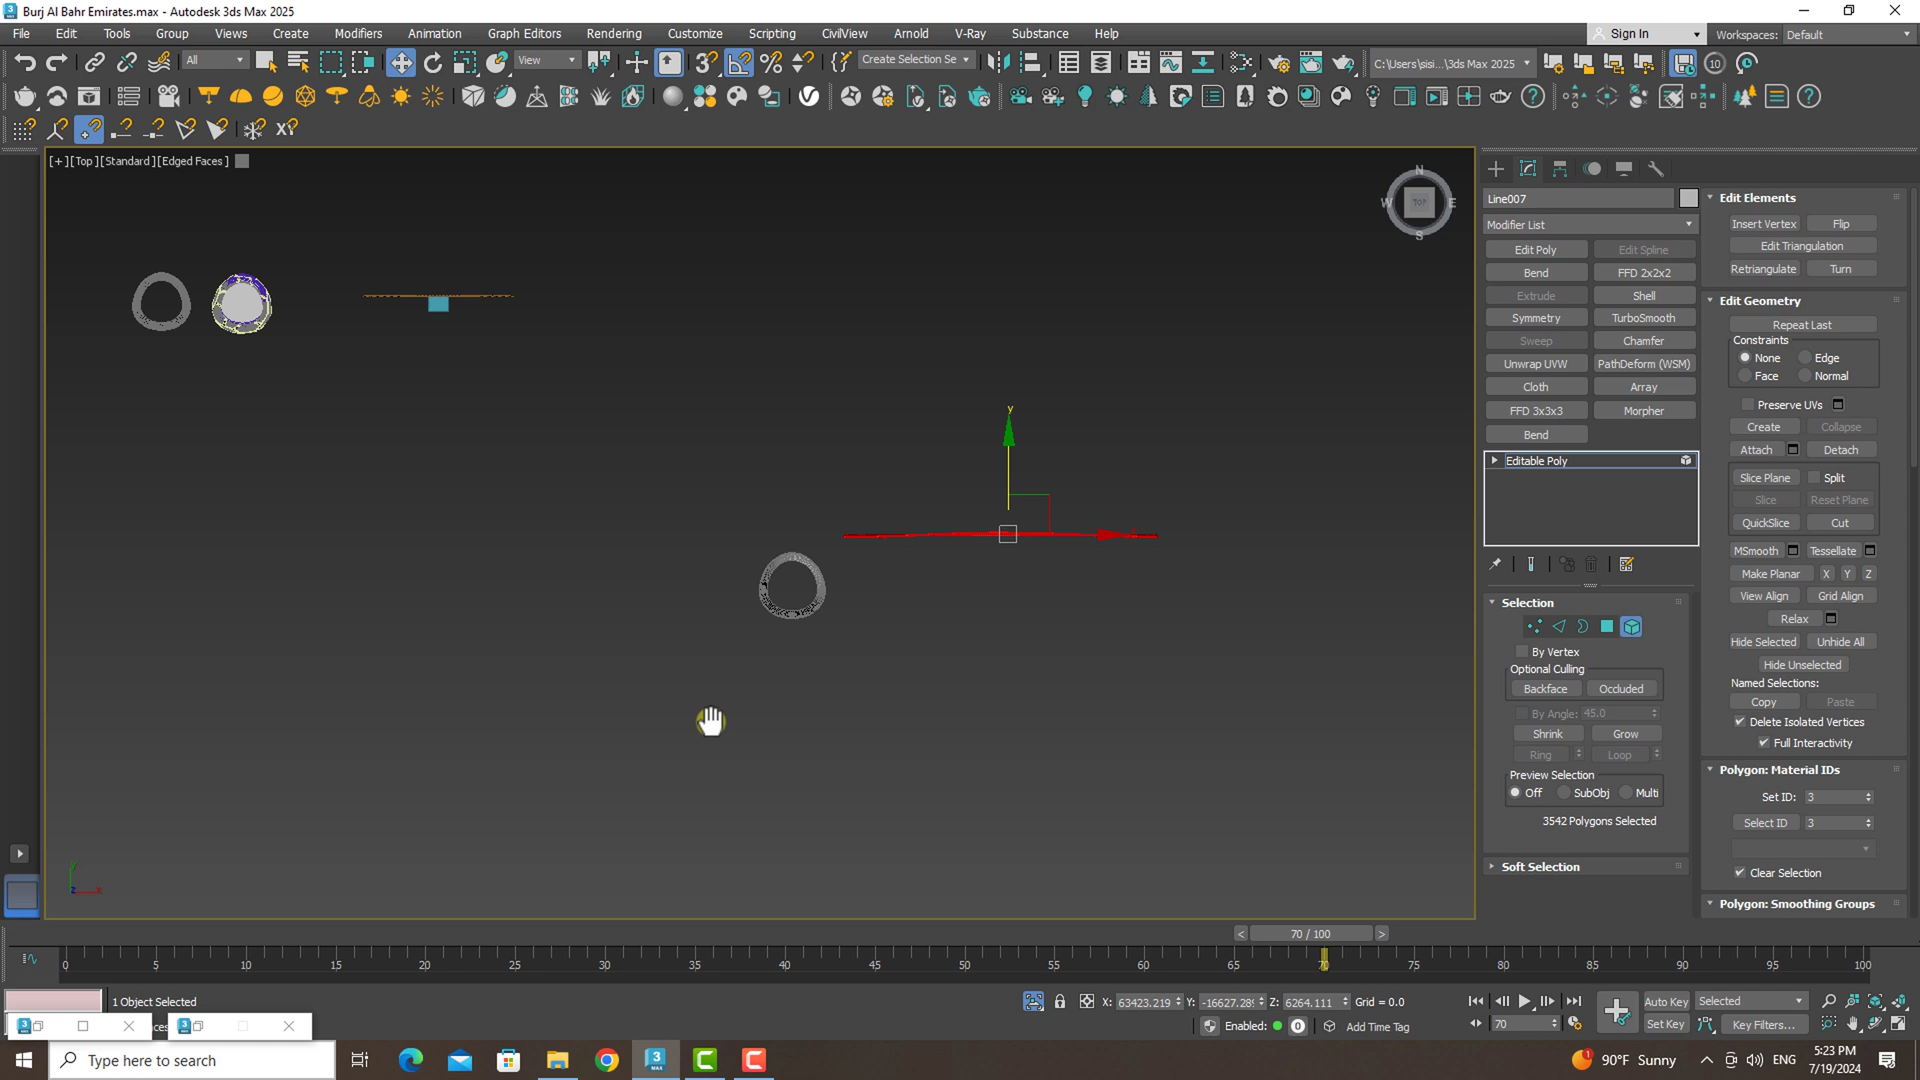 Burj Al Bahr Emirates.max - Autodesk 3ds Max 2025
File Edit Tools Group Views Create Modifiers Animation Graph Editors Rendering Customize Scripting CivilView Arnold V-Ray Substance Help
Sign In Workspaces: Default
All View Create Selection Se C:\Users\sisi...\3ds Max 2025
[+][Top][Standard][Edged Faces]
N
W TOP E
S
y
x
Line007
Modifier List
Edit Poly Edit Spline
Bend FFD 2x2x2
Extrude Shell
Symmetry TurboSmooth
Sweep Chamfer
Unwrap UVW PathDeform (WSM)
Cloth Array
FFD 3x3x3 Morpher
Bend
Editable Poly
Selection
By Vertex
Optional Culling
Backface Occluded
By Angle: 45.0
Shrink Grow
Ring Loop
Preview Selection
Off SubObj Multi
3542 Polygons Selected
Soft Selection
Edit Elements
Insert Vertex Flip
Edit Triangulation
Retriangulate Turn
Edit Geometry
Repeat Last
Constraints
None Edge
Face Normal
Preserve UVs
Create Collapse
Attach Detach
Slice Plane Split
Slice Reset Plane
QuickSlice Cut
MSmooth Tessellate
Make Planar X Y Z
View Align Grid Align
Relax
Hide Selected Unhide All
Hide Unselected
Named Selections:
Copy Paste
Delete Isolated Vertices
Full Interactivity
Polygon: Material IDs
Set ID: 3
Select ID 3
Clear Selection
Polygon: Smoothing Groups
y
z x
< 70 / 100 >
0 5 10 15 20 25 30 35 40 45 50 55 60 65 70 75 80 85 90 95 100
1 Object Selected
X: 63423.219 Y: -16627.289 Z: 6264.111 Grid = 0.0
Enabled: 0 Add Time Tag
70
Auto Key Selected
Set Key Key Filters...
Type here to search
90°F Sunny ENG
5:23 PM
7/19/2024